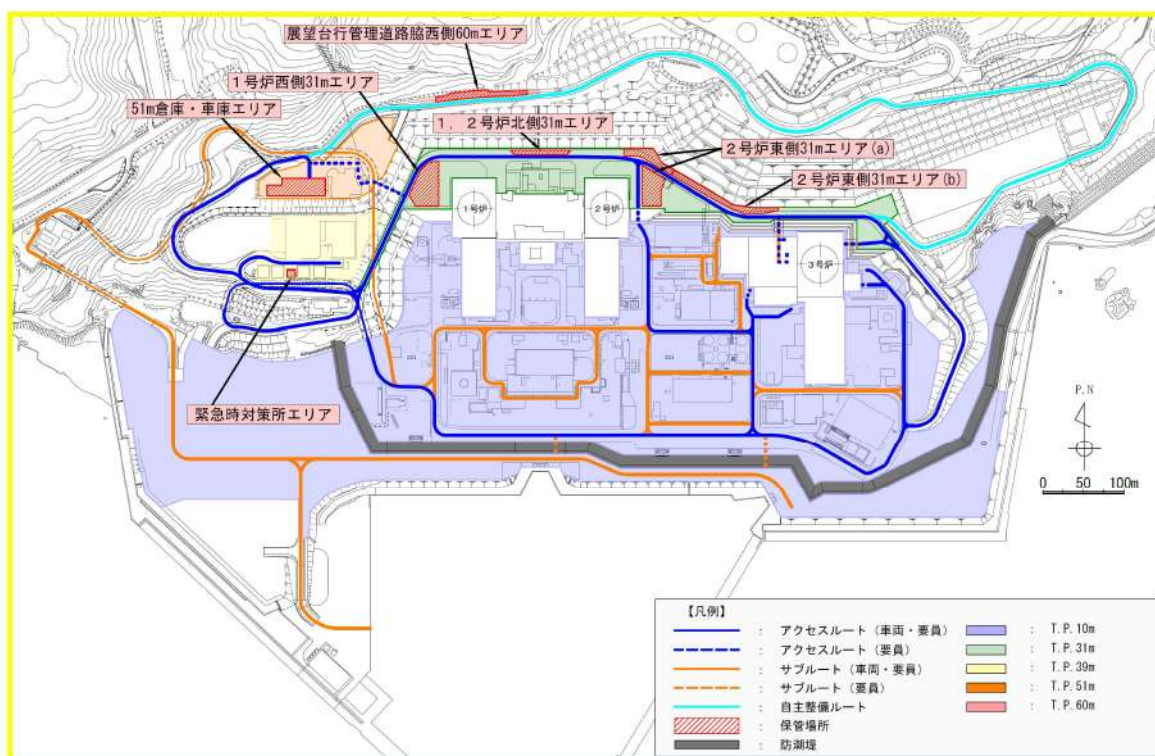 展望台行管理道路脇西側60mエリア
1号炉西側31mエリア
51m倉庫・車庫エリア
1,2号炉北側31mエリア
2号炉東側31mエリア(a)
2号炉東側31mエリア(b)
1号炉
2号炉
3号炉
緊急時対策所エリア
P.N
0 50 100m
【凡例】
: アクセスルート(車両・要員) : T.P.10m
: アクセスルート(要員) : T.P.31m
: サブルート(車両・要員) : T.P.39m
: サブルート(要員) : T.P.51m
: 自主整備ルート : T.P.60m
: 保管場所
: 防潮堤